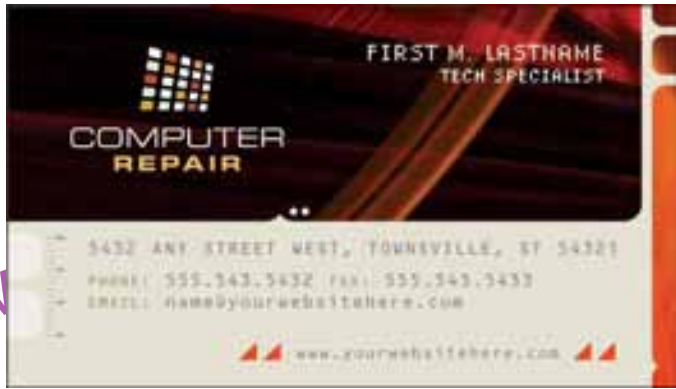 FIRST M. LASTNAME
TECH SPECIALIST
COMPUTER
REPAIR
5432 ANY STREET WEST, TOWNSVILLE, ST 54321
PHONE: 555.543.5432 FAX: 555.543.5433
EMAIL: name@yourwebsitehere.com
www.yourwebsitehere.com